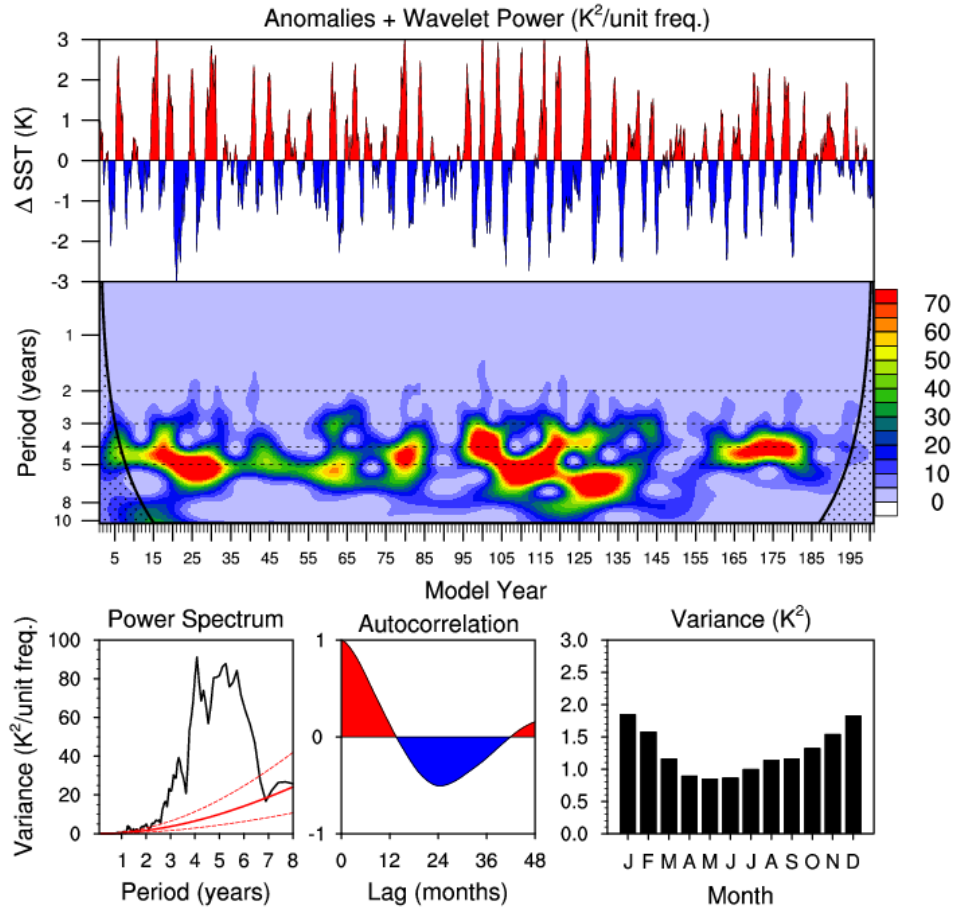 Anomalies + Wavelet Power (K²/unit freq.)
Δ SST (K)
3
2
1
0
-1
-2
-3
Period (years)
1
2
3
4
5
8
10
70
60
50
40
30
20
10
0
5 15 25 35 45 55 65 75 85 95 105 115 125 135 145 155 165 175 185 195
Model Year
Power Spectrum
Variance (K²/unit freq.)
100
80
60
40
20
0
1 2 3 4 5 6 7 8
Period (years)
Autocorrelation
1
0
-1
0 12 24 36 48
Lag (months)
Variance (K²)
3.0
2.5
2.0
1.5
1.0
0.5
0.0
J F M A M J J A S O N D
Month